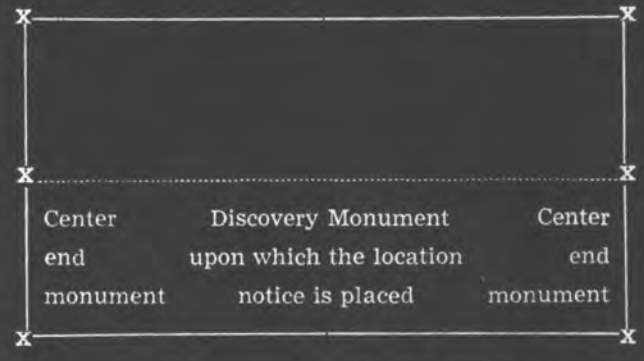 X X
X X
Center Discovery Monument Center
end upon which the location end
monument notice is placed monument
X X